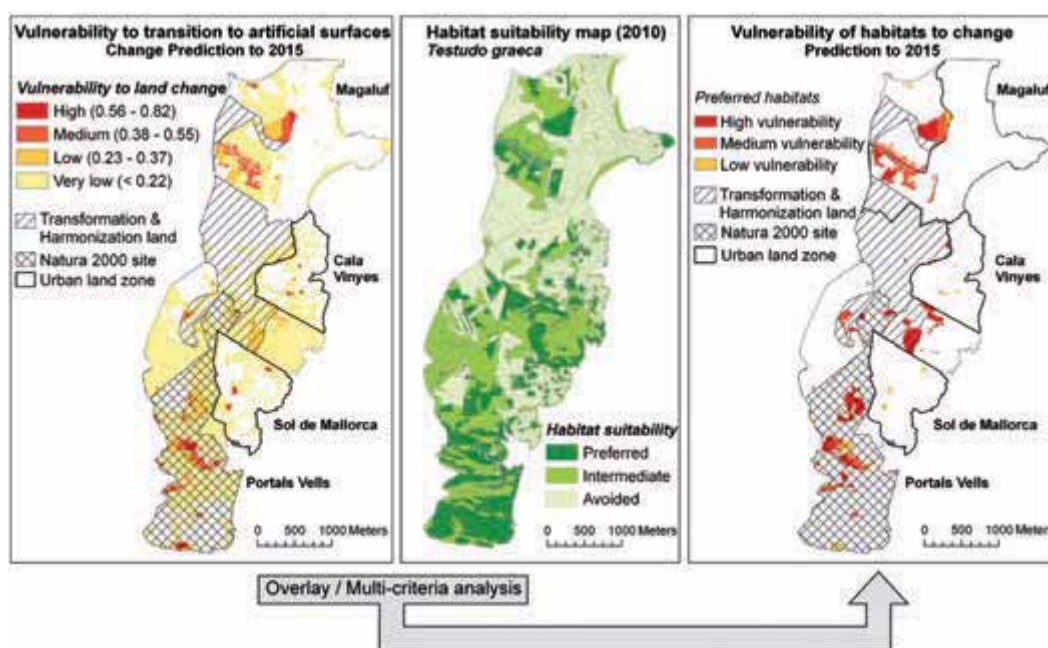 Vulnerability to transition to artificial surfaces
Change Prediction to 2015
Vulnerability to land change
High (0.56 - 0.82)
Medium (0.38 - 0.55)
Low (0.23 - 0.37)
Very low (< 0.22)
Transformation &
Harmonization land
Natura 2000 site
Urban land zone
Magaluf
Cala
Vinyes
Sol de Mallorca
Portals Vells
0 500 1000 Meters
Habitat suitability map (2010)
Testudo graeca
Habitat suitability
Preferred
Intermediate
Avoided
0 500 1000 Meters
Vulnerability of habitats to change
Prediction to 2015
Preferred habitats
High vulnerability
Medium vulnerability
Low vulnerability
Transformation &
Harmonization land
Natura 2000 site
Urban land zone
Magaluf
Cala
Vinyes
Sol de Mallorca
Portals Vells
0 500 1000 Meters
Overlay / Multi-criteria analysis